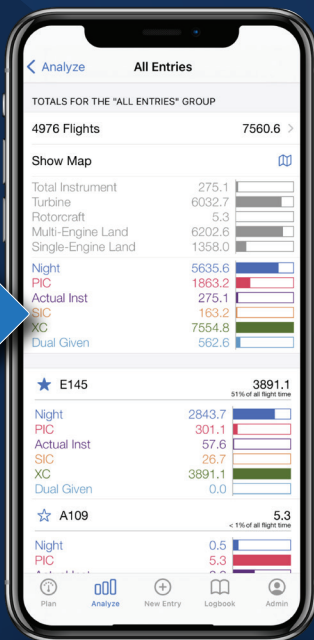 Analyze All Entries
TOTALS FOR THE "ALL ENTRIES" GROUP
4976 Flights 7560.6
Show Map
Total Instrument 275.1
Turbine 6032.7
Rotorcraft 5.3
Multi-Engine Land 6202.6
Single-Engine Land 1358.0
Night 5635.6
PIC 1863.2
Actual Inst 275.1
SIC 163.2
XC 7554.8
Dual Given 562.6
E145 3891.1
51% of all flight time
Night 2843.7
PIC 301.1
Actual Inst 57.6
SIC 26.7
XC 3891.1
Dual Given 0.0
A109 5.3
< 1% of all flight time
Night 0.5
PIC 5.3
Plan Analyze New Entry Logbook Admin